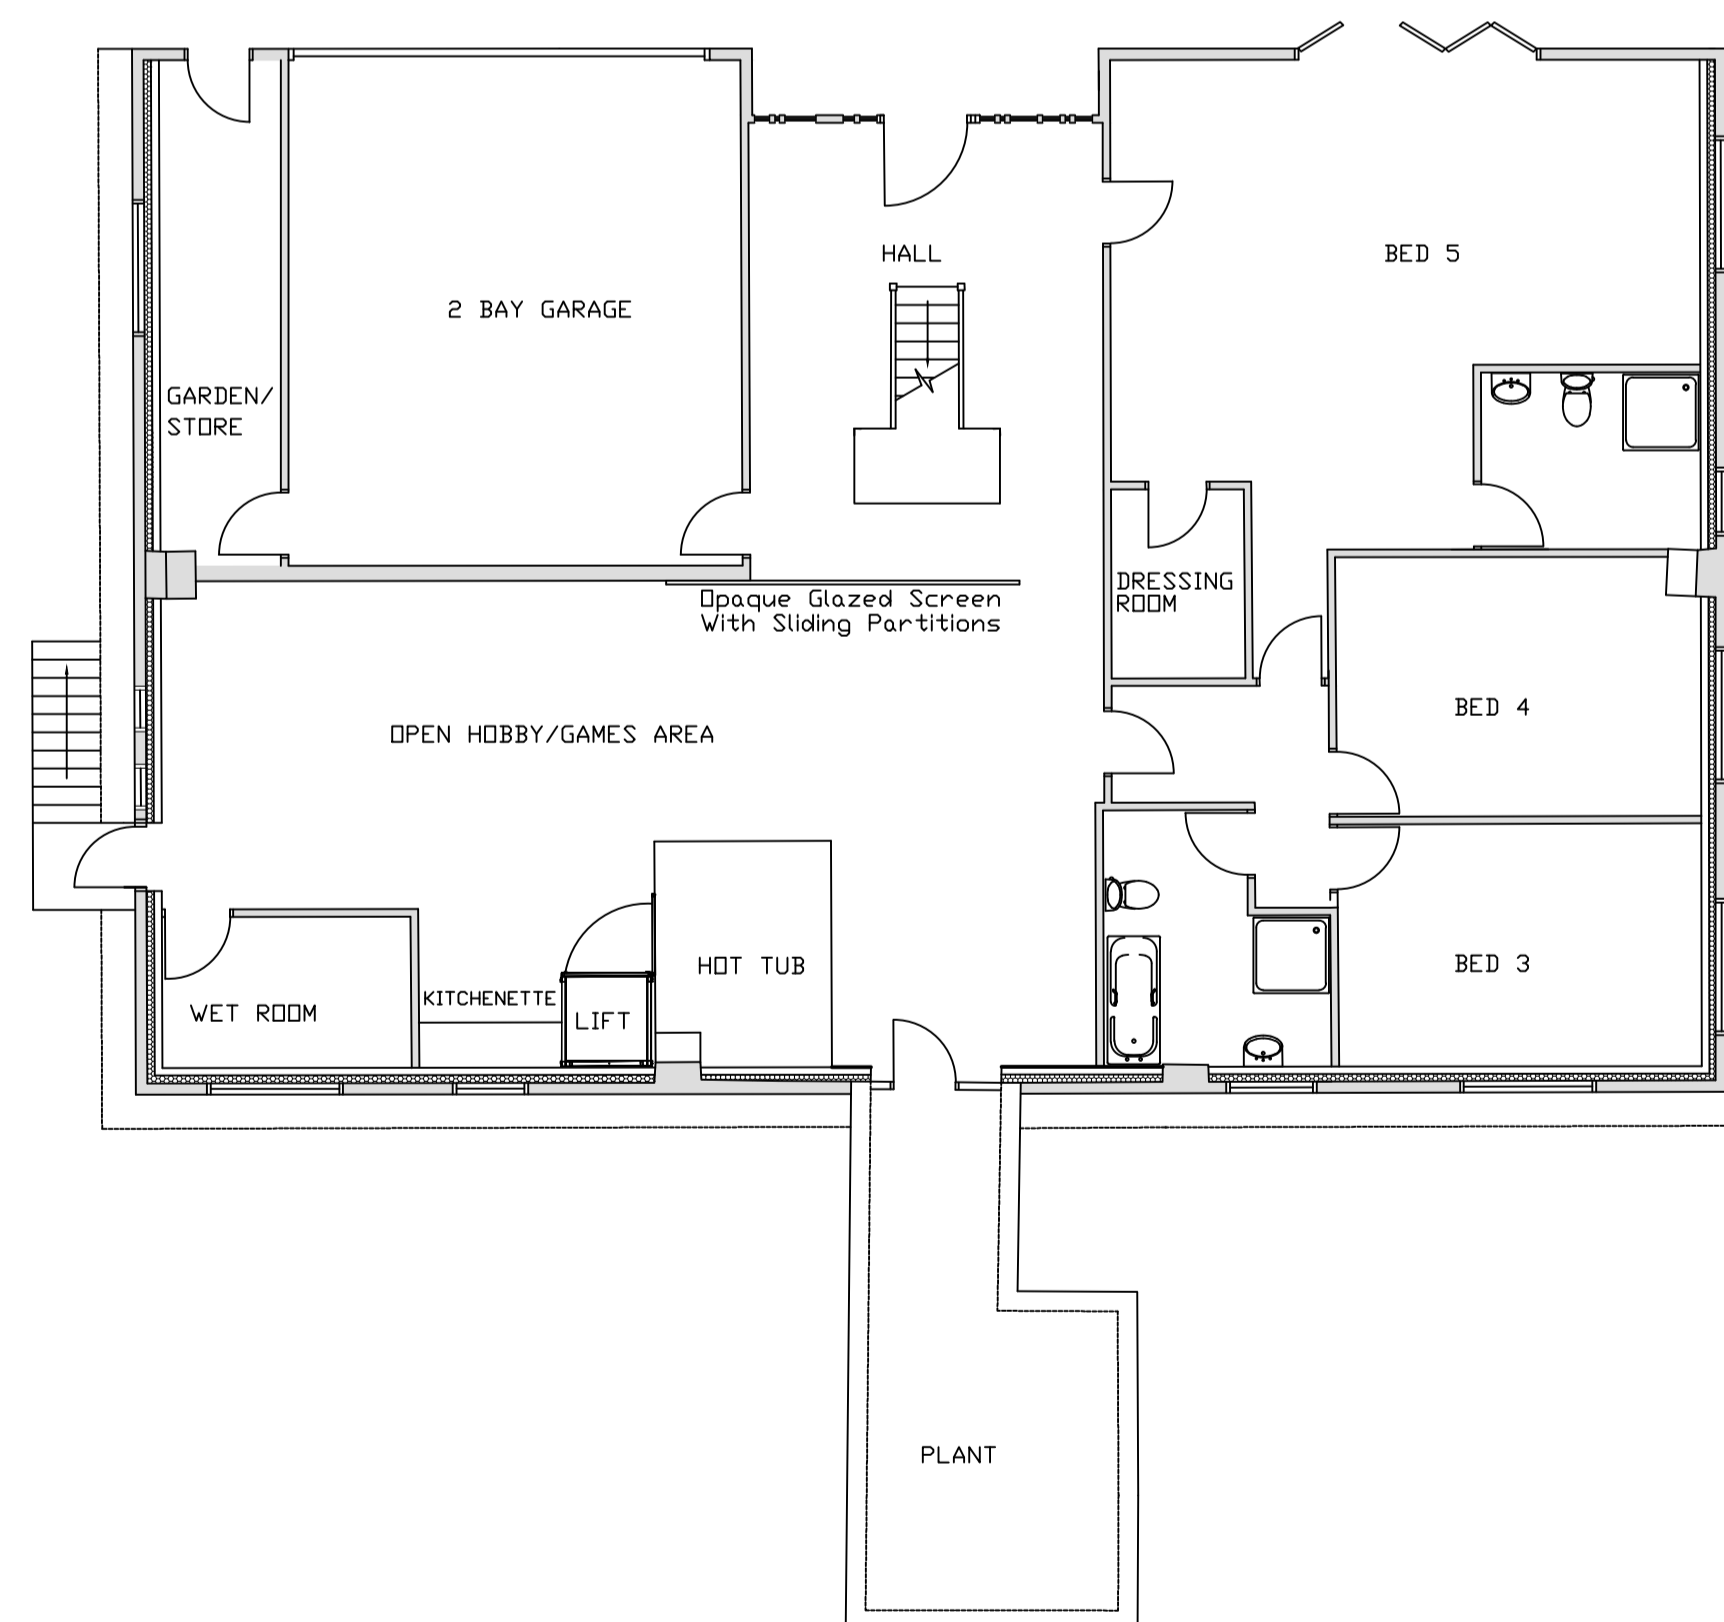 HALL
BED 5
2 BAY GARAGE
GARDEN/
STORE
DRESSING
ROOM
Opaque Glazed Screen
With Sliding Partitions
BED 4
OPEN HOBBY/GAMES AREA
HOT TUB
BED 3
KITCHENETTE
WET ROOM
LIFT
PLANT